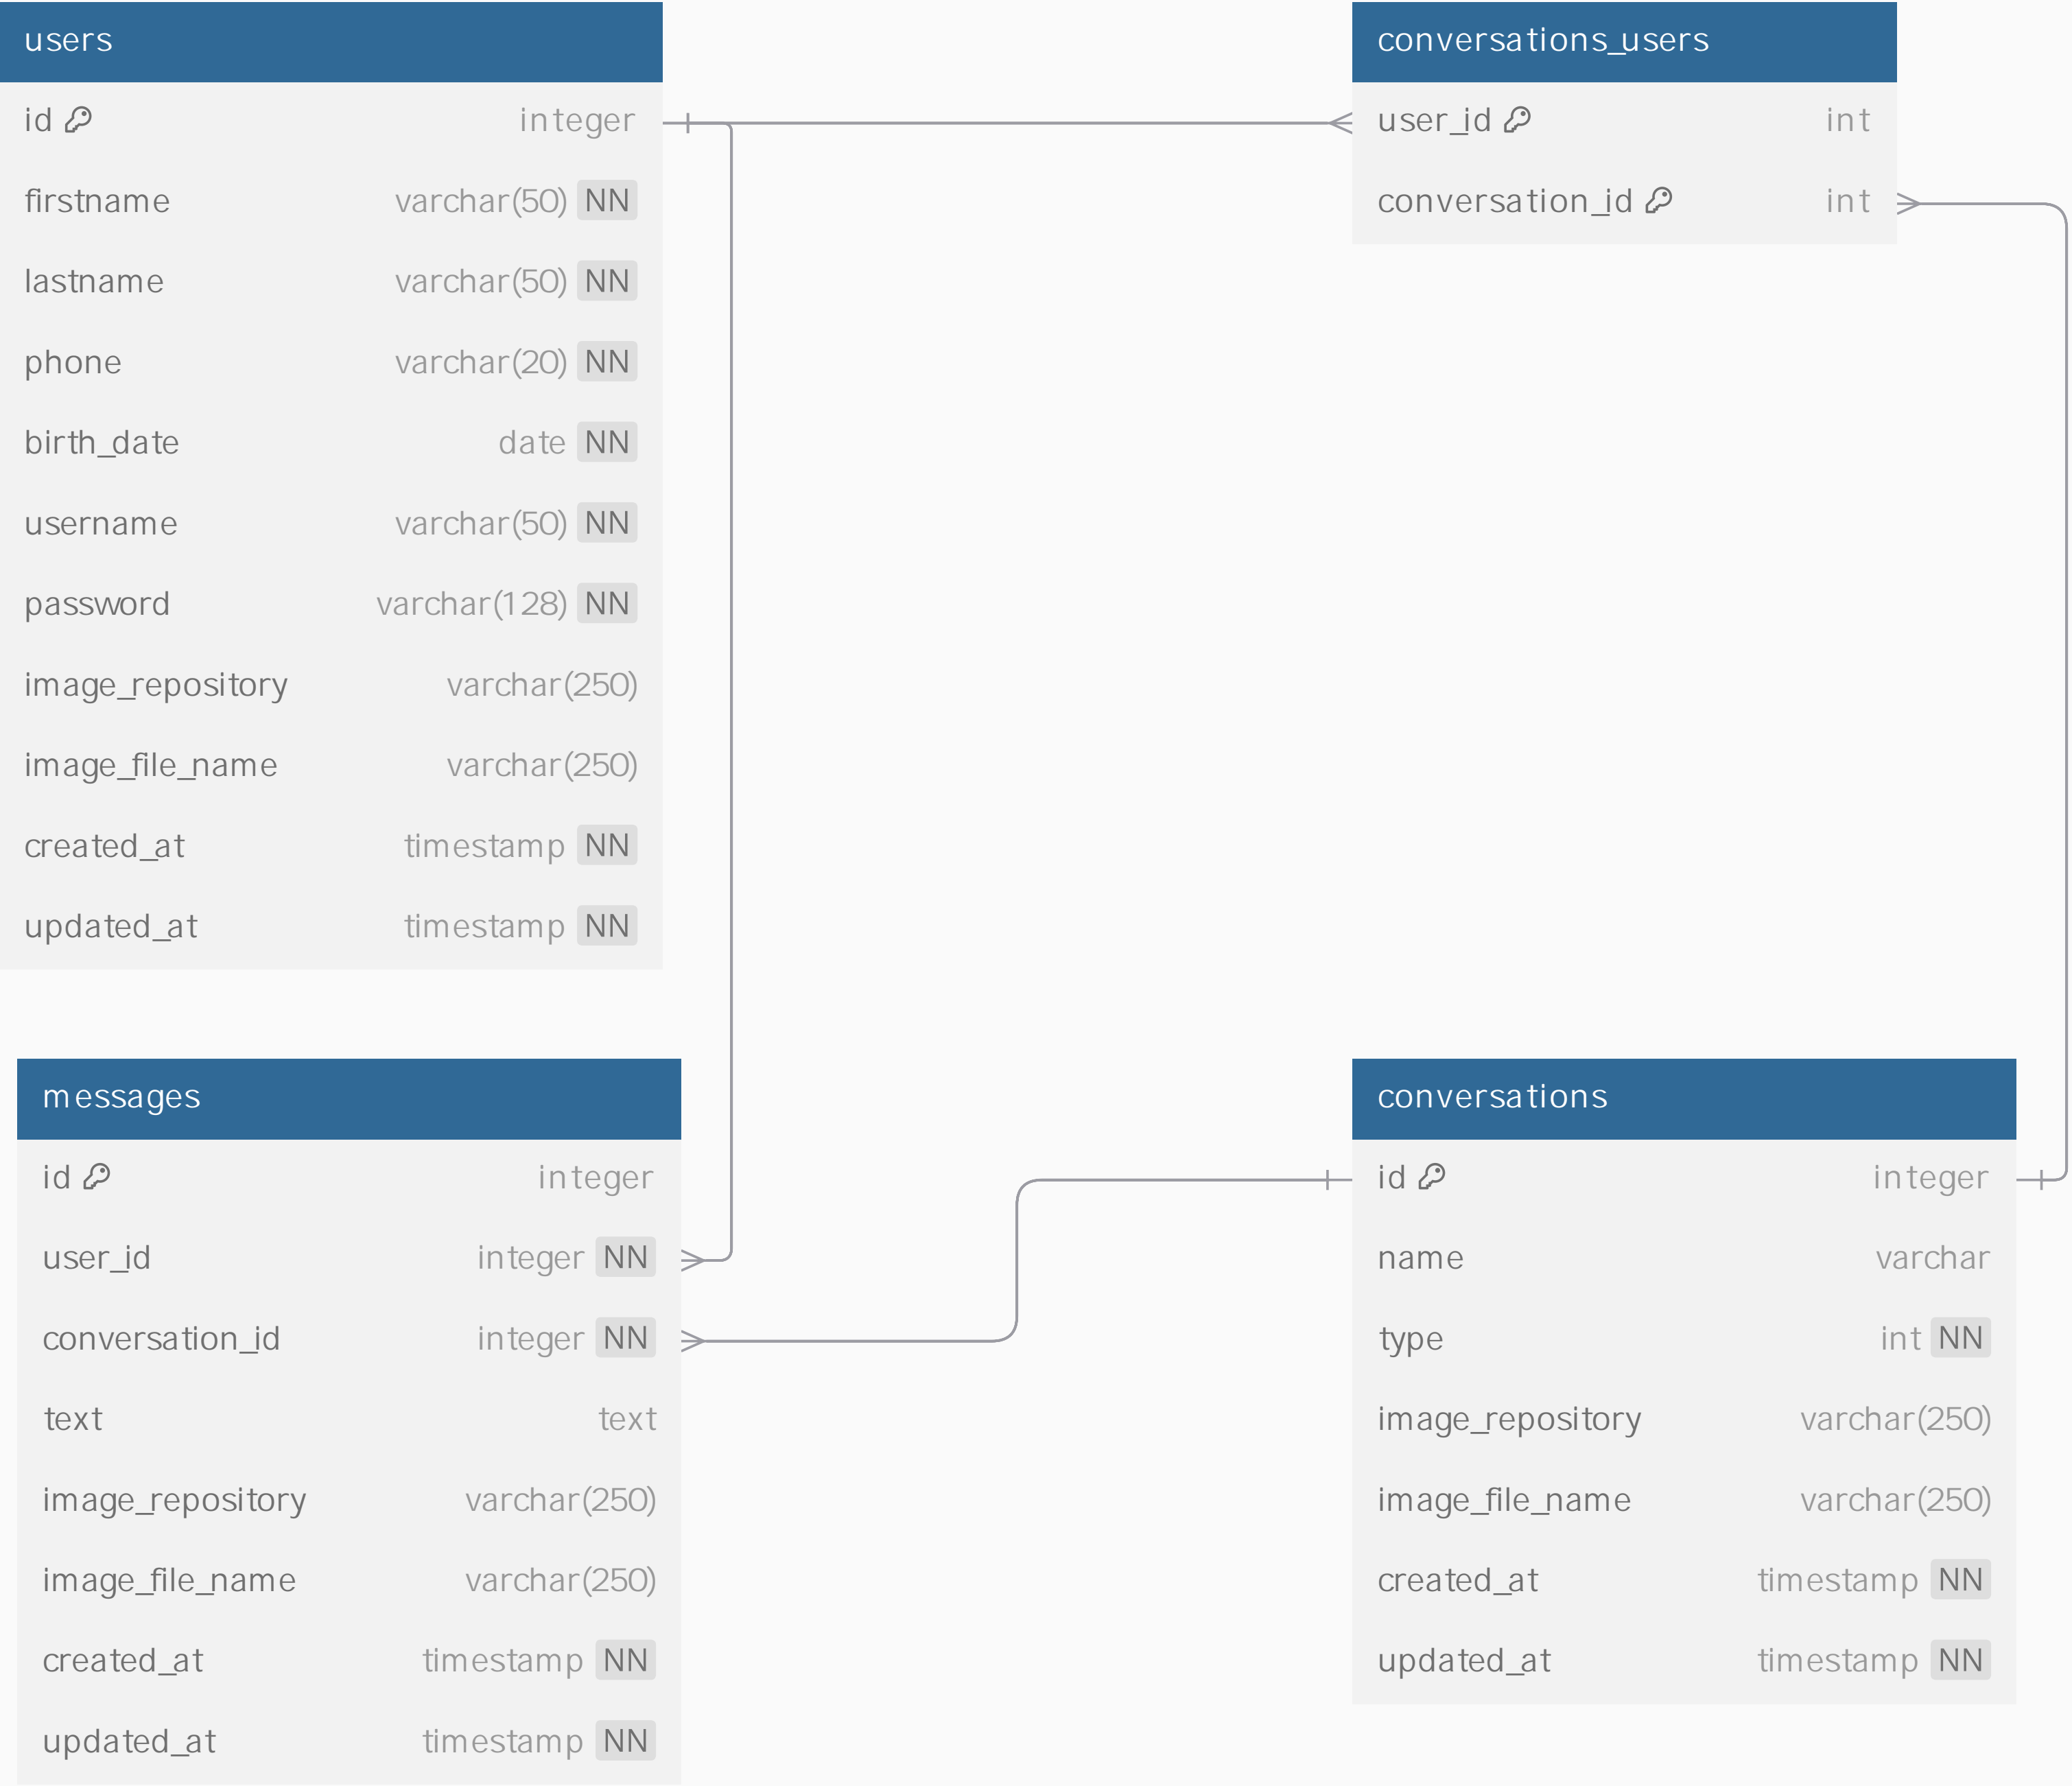 users
id integer
firstname varchar(50) NN
lastname varchar(50) NN
phone varchar(20) NN
birth_date date NN
username varchar(50) NN
password varchar(128) NN
image_repository varchar(250)
image_file_name varchar(250)
created_at timestamp NN
updated_at timestamp NN
conversations_users
user_id int
conversation_id int
messages
id integer
user_id integer NN
conversation_id integer NN
text text
image_repository varchar(250)
image_file_name varchar(250)
created_at timestamp NN
updated_at timestamp NN
conversations
id integer
name varchar
type int NN
image_repository varchar(250)
image_file_name varchar(250)
created_at timestamp NN
updated_at timestamp NN